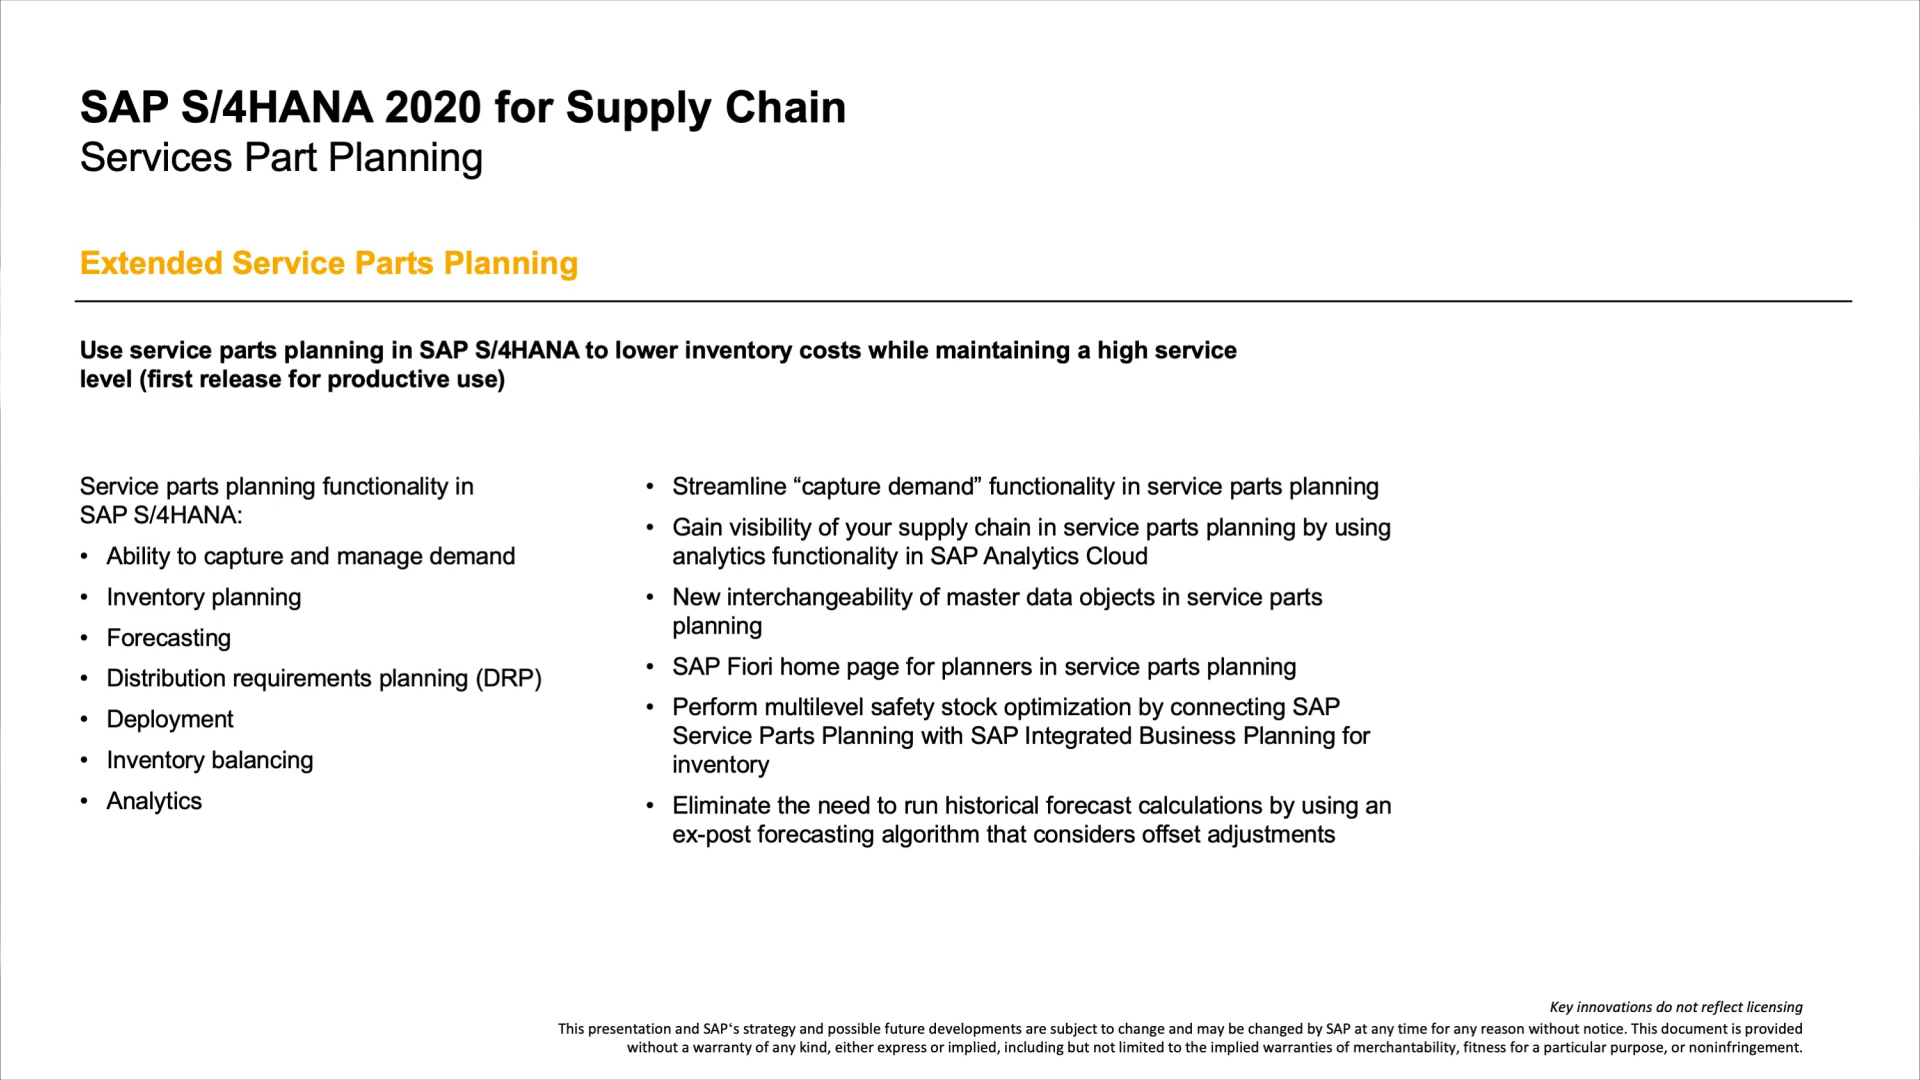 SAP S/4HANA 2020 for Supply Chain
Services Part Planning
Extended Service Parts Planning
Use service parts planning in SAP S/4HANA to lower inventory costs while maintaining a high service
level (first release for productive use)
Service parts planning functionality in
SAP S/4HANA:
• Ability to capture and manage demand
• Inventory planning
• Forecasting
• Distribution requirements planning (DRP)
• Deployment
• Inventory balancing
• Analytics
• Streamline “capture demand” functionality in service parts planning
• Gain visibility of your supply chain in service parts planning by using
analytics functionality in SAP Analytics Cloud
• New interchangeability of master data objects in service parts
planning
• SAP Fiori home page for planners in service parts planning
• Perform multilevel safety stock optimization by connecting SAP
Service Parts Planning with SAP Integrated Business Planning for
inventory
• Eliminate the need to run historical forecast calculations by using an
ex-post forecasting algorithm that considers offset adjustments
Key innovations do not reflect licensing
This presentation and SAP‘s strategy and possible future developments are subject to change and may be changed by SAP at any time for any reason without notice. This document is provided
without a warranty of any kind, either express or implied, including but not limited to the implied warranties of merchantability, fitness for a particular purpose, or noninfringement.